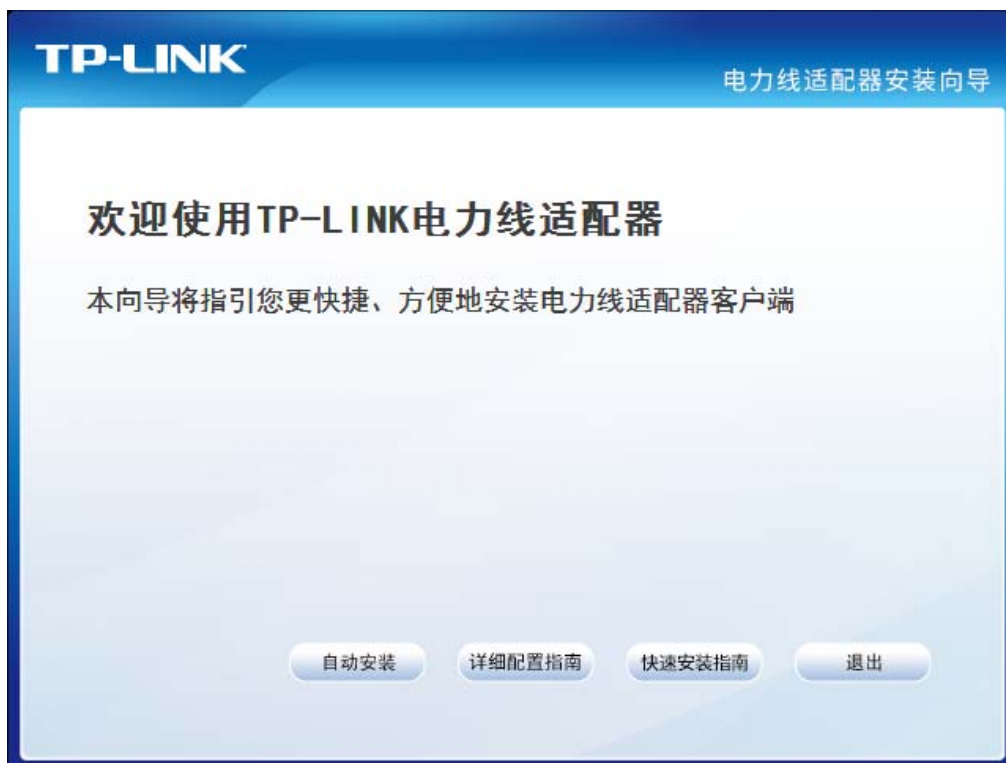 TP-LINK
电力线适配器安装向导
欢迎使用TP-LINK电力线适配器
本向导将指引您更快捷、方便地安装电力线适配器客户端
自动安装 详细配置指南 快速安装指南 退出